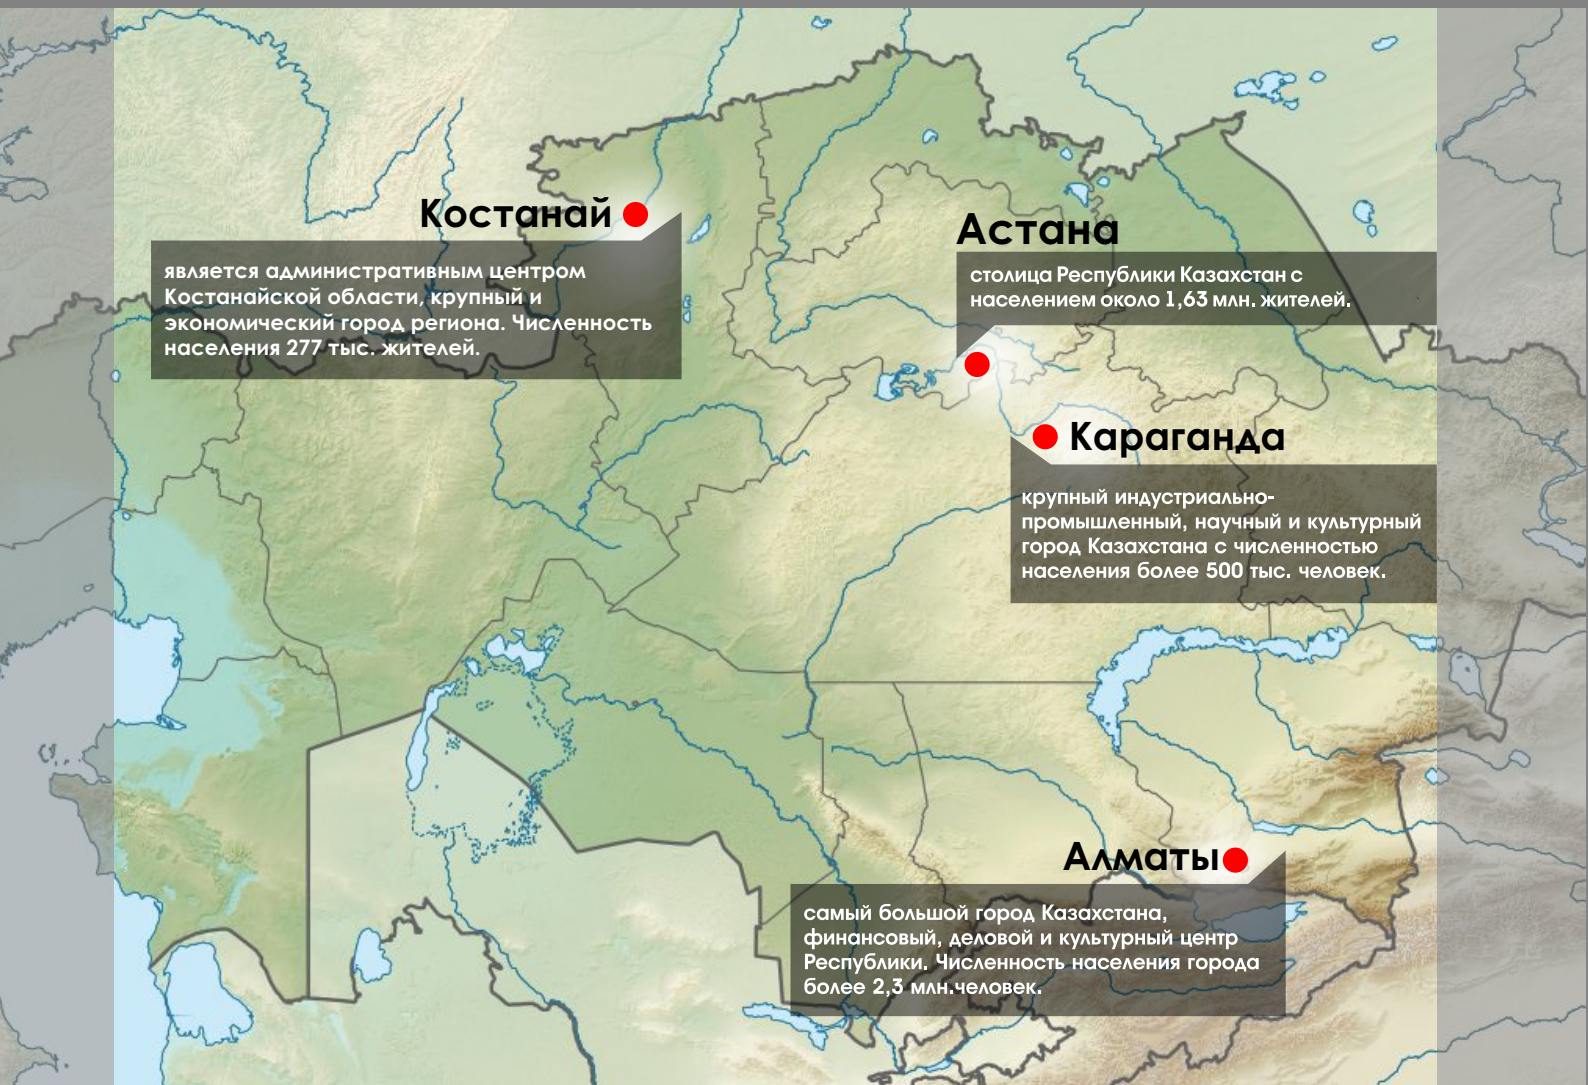 Костанай
является административным центром
Костанайской области, крупный и
экономический город региона. Численность
населения 277 тыс. жителей.
Астана
столица Республики Казахстан с
населением около 1,63 млн. жителей.
Караганда
крупный индустриально-
промышленный, научный и культурный
город Казахстана с численностью
населения более 500 тыс. человек.
Алматы
самый большой город Казахстана,
финансовый, деловой и культурный центр
Республики. Численность населения города
более 2,3 млн.человек.